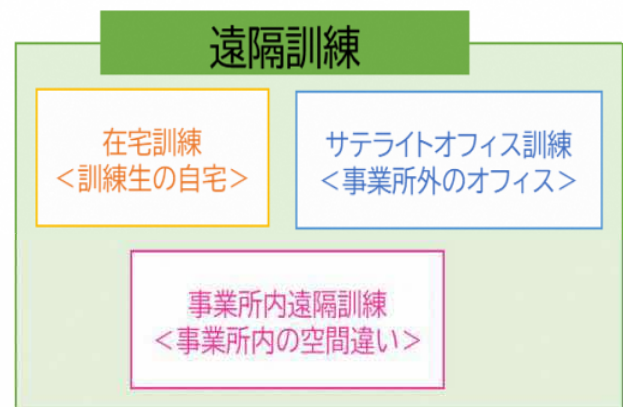 遠隔訓練
在宅訓練
＜訓練生の自宅＞
サテライトオフィス訓練
＜事業所外のオフィス＞
事業所内遠隔訓練
＜事業所内の空間違い＞